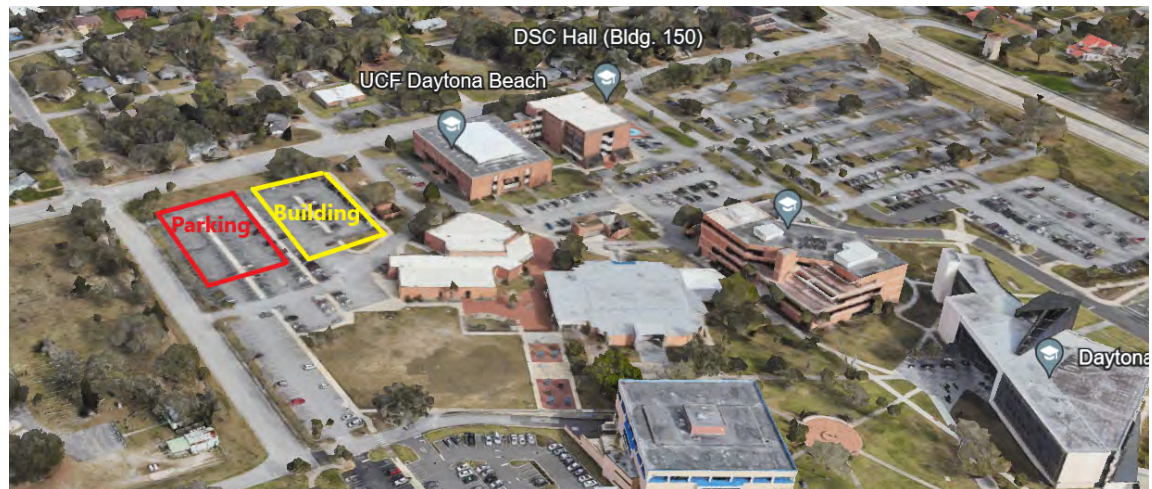 DSC Hall (Bldg. 150)
UCF Daytona Beach
Parking
Building
Daytona